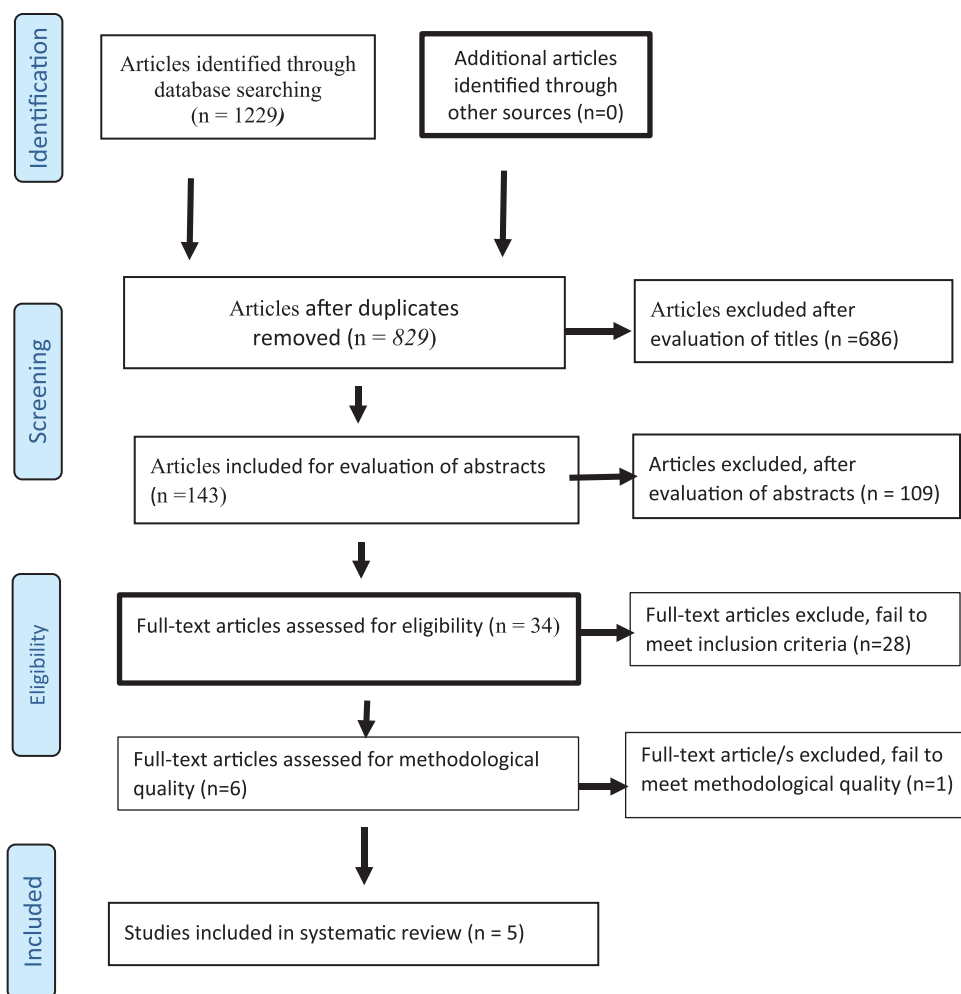 Identification
Articles identified through
database searching
(n = 1229)
Additional articles
identified through
other sources (n=0)
Screening
Articles after duplicates
removed (n = 829)
Articles excluded after
evaluation of titles (n =686)
Articles included for evaluation of abstracts
(n =143)
Articles excluded, after
evaluation of abstracts (n = 109)
Eligibility
Full-text articles assessed for eligibility (n = 34)
Full-text articles exclude, fail to
meet inclusion criteria (n=28)
Full-text articles assessed for methodological
quality (n=6)
Full-text article/s excluded, fail to
meet methodological quality (n=1)
Included
Studies included in systematic review (n = 5)